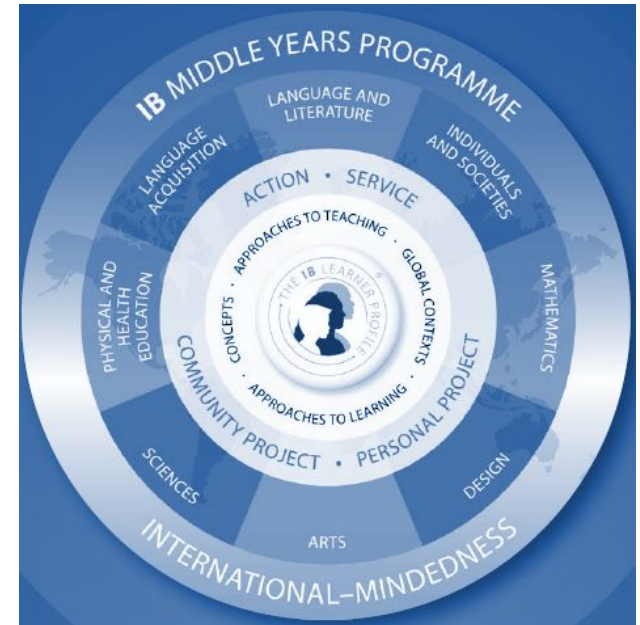 IB MIDDLE YEARS PROGRAMME
LANGUAGE AND
LITERATURE
INDIVIDUALS
AND SOCIETIES
MATHEMATICS
DESIGN
ARTS
SCIENCES
PHYSICAL AND
HEALTH
EDUCATION
LANGUAGE
ACQUISITION
ACTION • SERVICE
PERSONAL PROJECT
•
COMMUNITY PROJECT
APPROACHES TO TEACHING •
GLOBAL CONTEXTS •
APPROACHES TO LEARNING •
CONCEPTS •
THE IB LEARNER PROFILE
®
INTERNATIONAL–MINDEDNESS